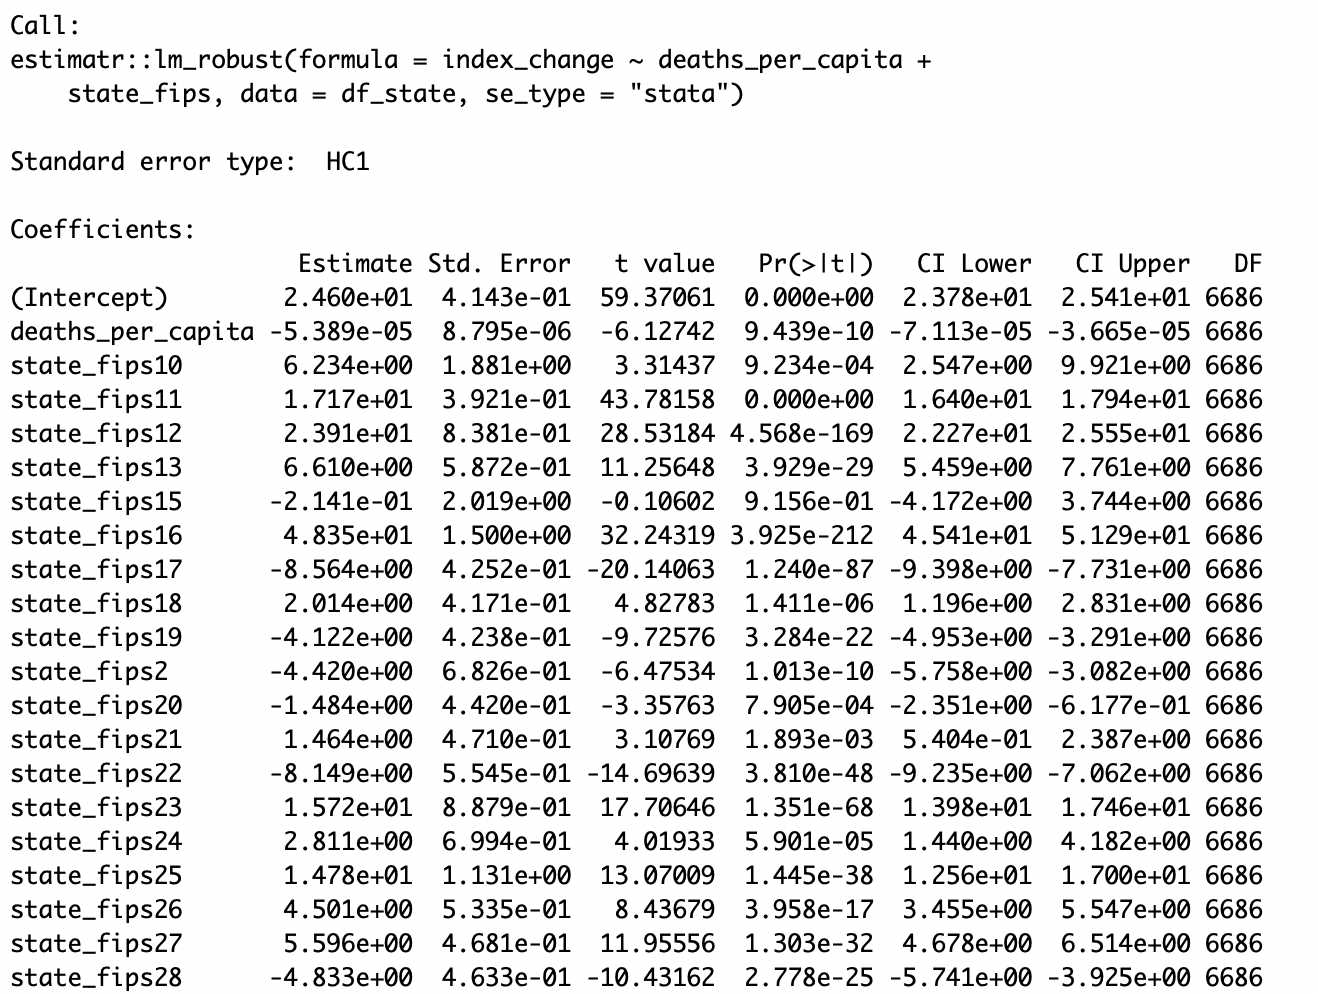 Call:
estimatr::lm_robust(formula = index_change ~ deaths_per_capita +
    state_fips, data = df_state, se_type = "stata")

Standard error type:  HC1

Coefficients:
                    Estimate Std. Error   t value   Pr(>|t|)   CI Lower   CI Upper   DF
(Intercept)        2.460e+01  4.143e-01  59.37061  0.000e+00  2.378e+01  2.541e+01 6686
deaths_per_capita -5.389e-05  8.795e-06  -6.12742  9.439e-10 -7.113e-05 -3.665e-05 6686
state_fips10       6.234e+00  1.881e+00   3.31437  9.234e-04  2.547e+00  9.921e+00 6686
state_fips11       1.717e+01  3.921e-01  43.78158  0.000e+00  1.640e+01  1.794e+01 6686
state_fips12       2.391e+01  8.381e-01  28.53184 4.568e-169  2.227e+01  2.555e+01 6686
state_fips13       6.610e+00  5.872e-01  11.25648  3.929e-29  5.459e+00  7.761e+00 6686
state_fips15      -2.141e-01  2.019e+00  -0.10602  9.156e-01 -4.172e+00  3.744e+00 6686
state_fips16       4.835e+01  1.500e+00  32.24319 3.925e-212  4.541e+01  5.129e+01 6686
state_fips17      -8.564e+00  4.252e-01 -20.14063  1.240e-87 -9.398e+00 -7.731e+00 6686
state_fips18       2.014e+00  4.171e-01   4.82783  1.411e-06  1.196e+00  2.831e+00 6686
state_fips19      -4.122e+00  4.238e-01  -9.72576  3.284e-22 -4.953e+00 -3.291e+00 6686
state_fips2       -4.420e+00  6.826e-01  -6.47534  1.013e-10 -5.758e+00 -3.082e+00 6686
state_fips20      -1.484e+00  4.420e-01  -3.35763  7.905e-04 -2.351e+00 -6.177e-01 6686
state_fips21       1.464e+00  4.710e-01   3.10769  1.893e-03  5.404e-01  2.387e+00 6686
state_fips22      -8.149e+00  5.545e-01 -14.69639  3.810e-48 -9.235e+00 -7.062e+00 6686
state_fips23       1.572e+01  8.879e-01  17.70646  1.351e-68  1.398e+01  1.746e+01 6686
state_fips24       2.811e+00  6.994e-01   4.01933  5.901e-05  1.440e+00  4.182e+00 6686
state_fips25       1.478e+01  1.131e+00  13.07009  1.445e-38  1.256e+01  1.700e+01 6686
state_fips26       4.501e+00  5.335e-01   8.43679  3.958e-17  3.455e+00  5.547e+00 6686
state_fips27       5.596e+00  4.681e-01  11.95556  1.303e-32  4.678e+00  6.514e+00 6686
state_fips28      -4.833e+00  4.633e-01 -10.43162  2.778e-25 -5.741e+00 -3.925e+00 6686